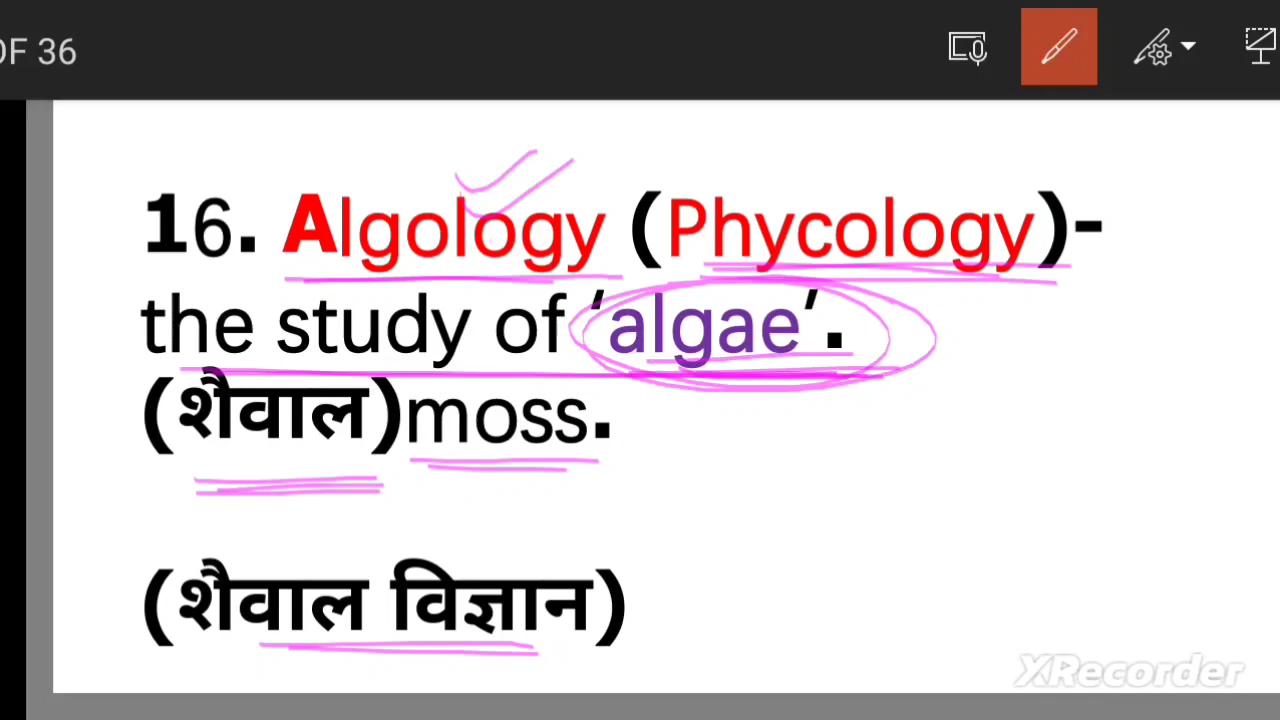 OF 36
16. Algology (Phycology)-
the study of ‘algae’.
(शैवाल)moss.
(शैवाल विज्ञान)
XRecorder